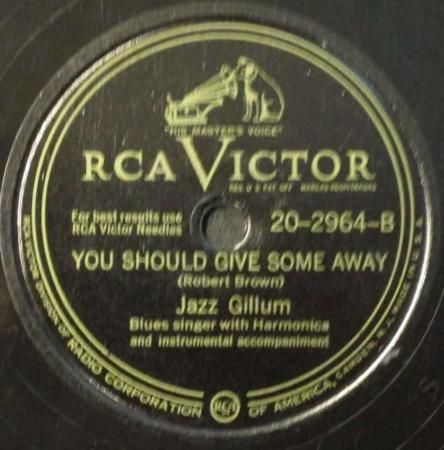 "HIS MASTER'S VOICE"
RCA VICTOR
REG. U. S. PAT. OFF. MARCAS REGISTRADAS
For best results use
RCA Victor Needles
20-2964-B
YOU SHOULD GIVE SOME AWAY
(Robert Brown)
Jazz Gillum
Blues singer with Harmonica
and instrumental accompaniment
RCA VICTOR DIVISION OF RADIO CORPORATION OF AMERICA, CAMDEN, N. J. MADE IN U. S. A.
RCA